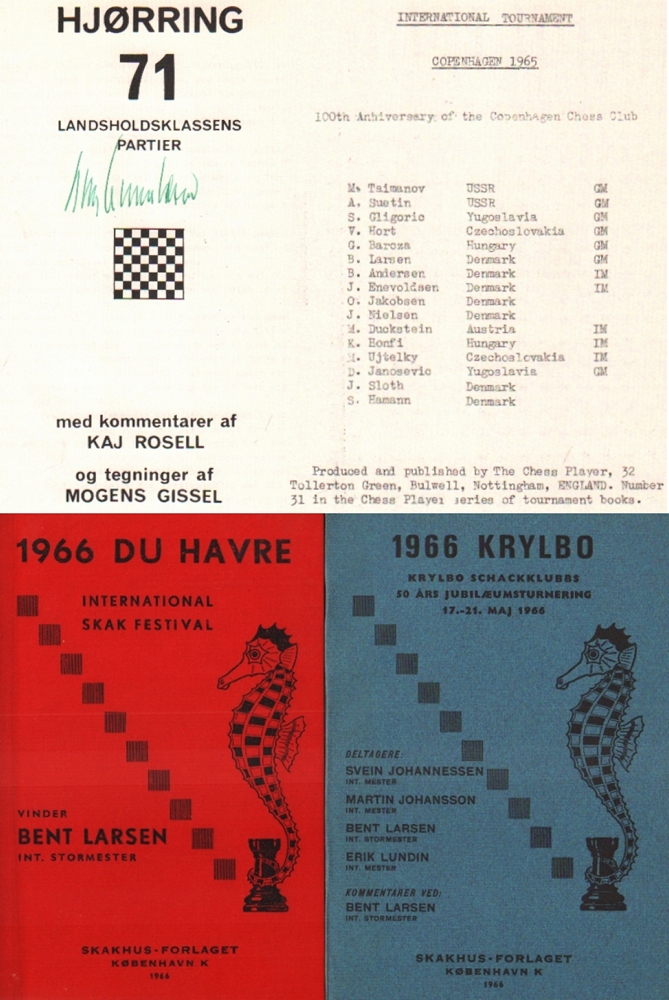 HJØRRING
71
LANDSHOLDSKLASSENS
PARTIER
med kommentarer af
KAJ ROSELL
og tegninger af
MOGENS GISSEL
INTERNATIONAL TOURNAMENT
COPENHAGEN 1965
100th Anhiversary of the Copenhagen Chess Club
M. Taimanov USSR GM
A. Suetin USSR GM
S. Gligoric Yugoslavia GM
V. Hort Czechoslovakia GM
G. Barcza Hungary GM
B. Larsen Denmark GM
B. Andersen Denmark IM
J. Enevoldsen Denmark IM
O. Jakobsen Denmark
J. Nielsen Denmark
M. Duckstein Austria IM
K. Honfi Hungary IM
M. Ujtelky Czechoslovakia IM
D. Janosevic Yugoslavia GM
J. Sloth Denmark
S. Hamann Denmark
Produced and published by The Chess Player, 32
Tollerton Green, Bulwell, Nottingham, ENGLAND. Number
31 in the Chess Player series of tournament books.
1966 DU HAVRE
INTERNATIONAL
SKAK FESTIVAL
VINDER
BENT LARSEN
INT. STORMESTER
SKAKHUS-FORLAGET
KØBENHAVN K
1966
1966 KRYLBO
KRYLBO SCHACKKLUBBS
50 ÅRS JUBILÆUMSTURNERING
17.-21. MAJ 1966
DELTAGERE:
SVEIN JOHANNESSEN
INT. MESTER
MARTIN JOHANSSON
INT. MESTER
BENT LARSEN
INT. STORMESTER
ERIK LUNDIN
INT. MESTER
KOMMENTARER VED:
BENT LARSEN
INT. STORMESTER
SKAKHUS-FORLAGET
KØBENHAVN K
1966